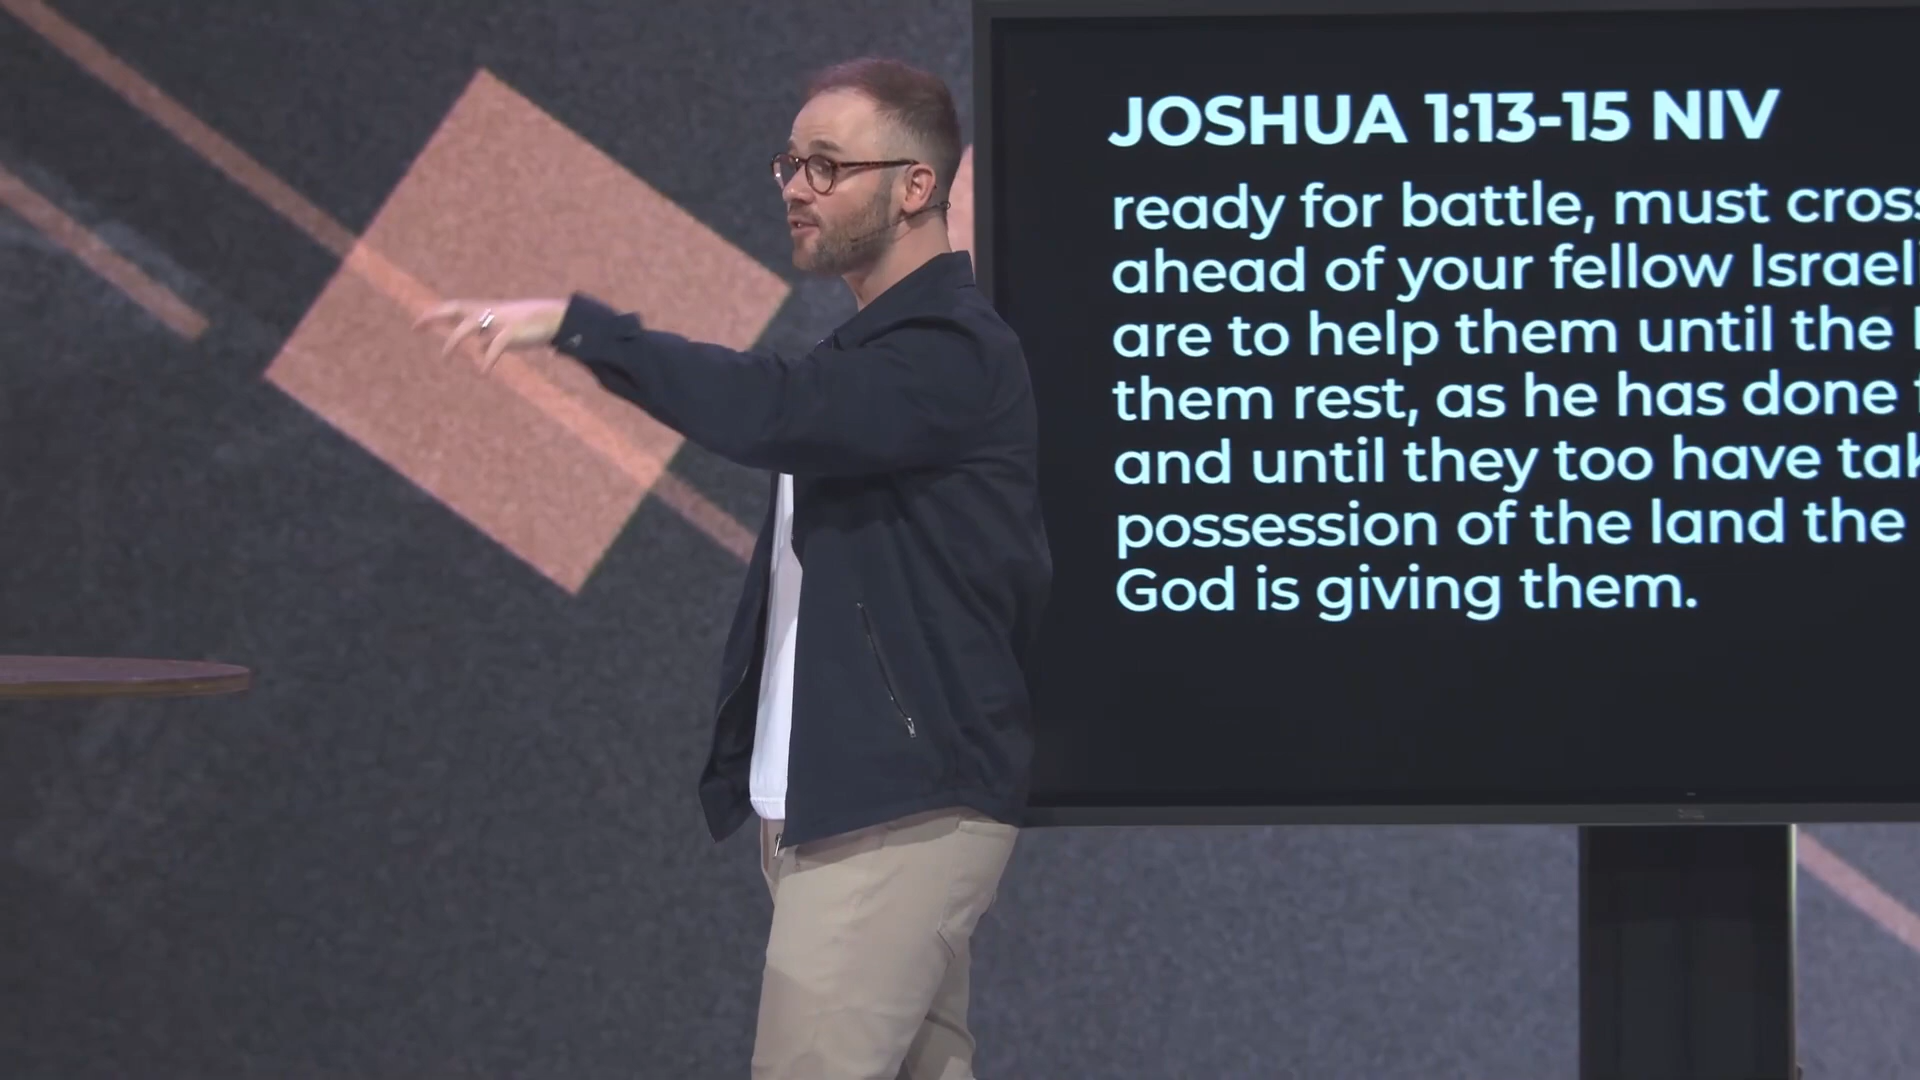 JOSHUA 1:13-15 NIV
ready for battle, must cross
ahead of your fellow
are to help them until the
them rest, as he has done
and until they too have
possession of the land the
God is giving them.